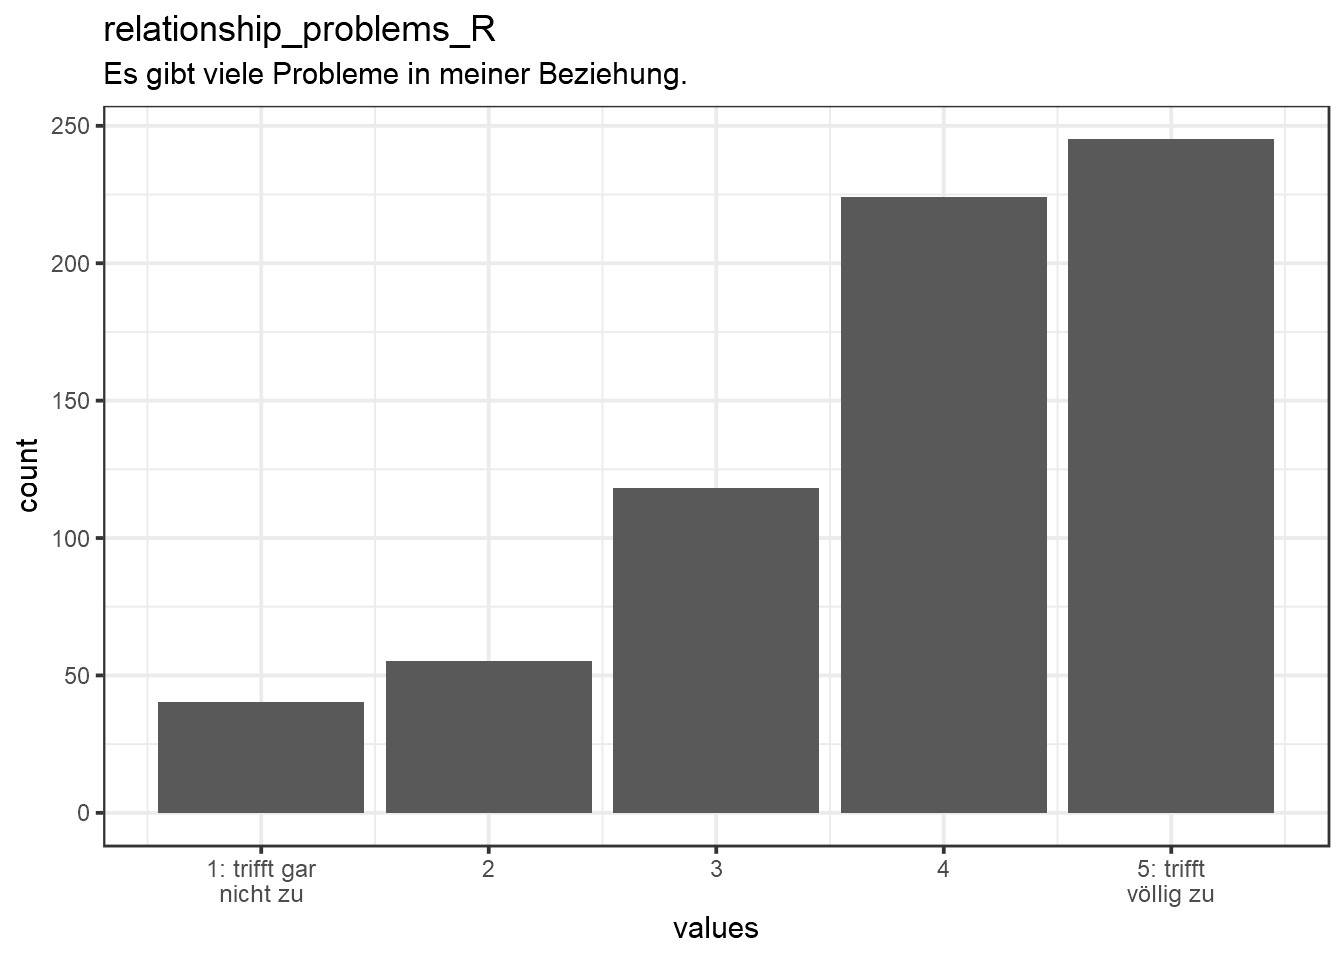 relationship_problems_R
Es gibt viele Probleme in meiner Beziehung.
250
200
150
100
50
0
count
1: trifft gar
nicht zu
2
3
4
5: trifft
völlig zu
values